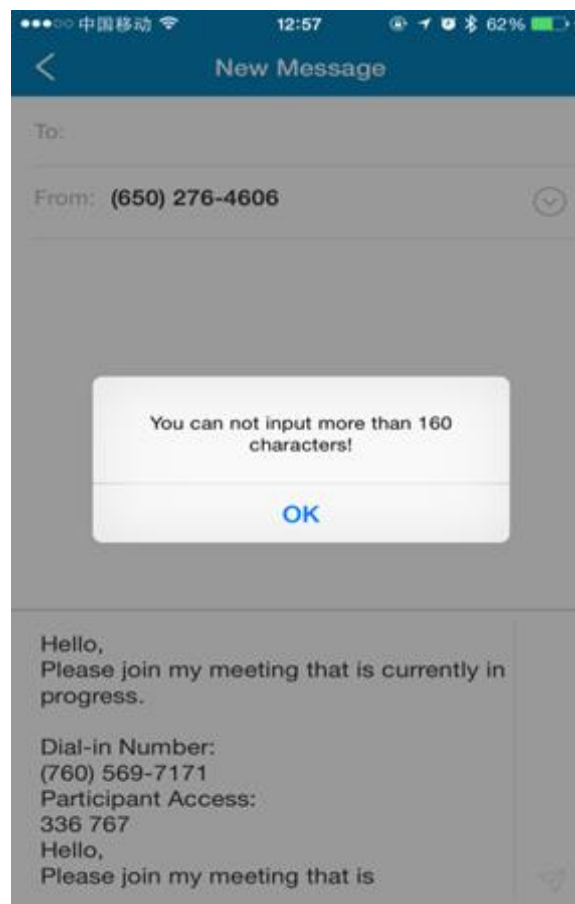 中国移动 12:57 62%
New Message
To:
From: (650) 276-4606
You can not input more than 160
characters!
OK
Hello,
Please join my meeting that is currently in
progress.
Dial-in Number:
(760) 569-7171
Participant Access:
336 767
Hello,
Please join my meeting that is